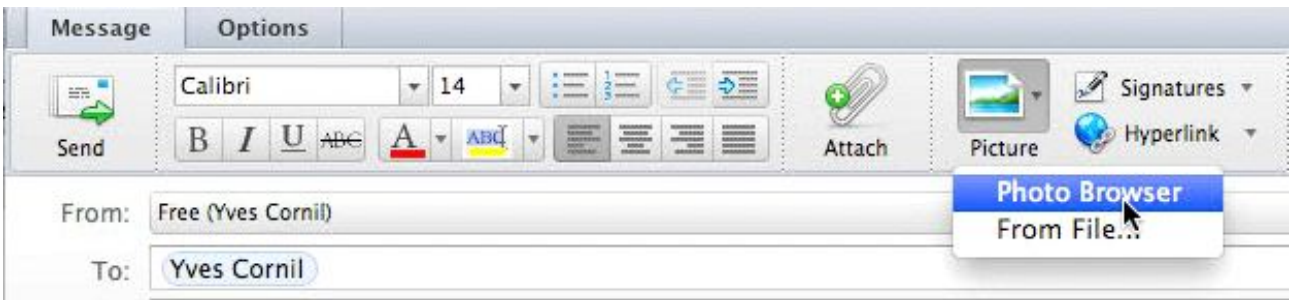 Message Options
Calibri 14
Signatures
B I U ABC A ABC
Hyperlink
Send Attach Picture
Photo Browser
From: Free (Yves Cornil)
From File...
To: Yves Cornil